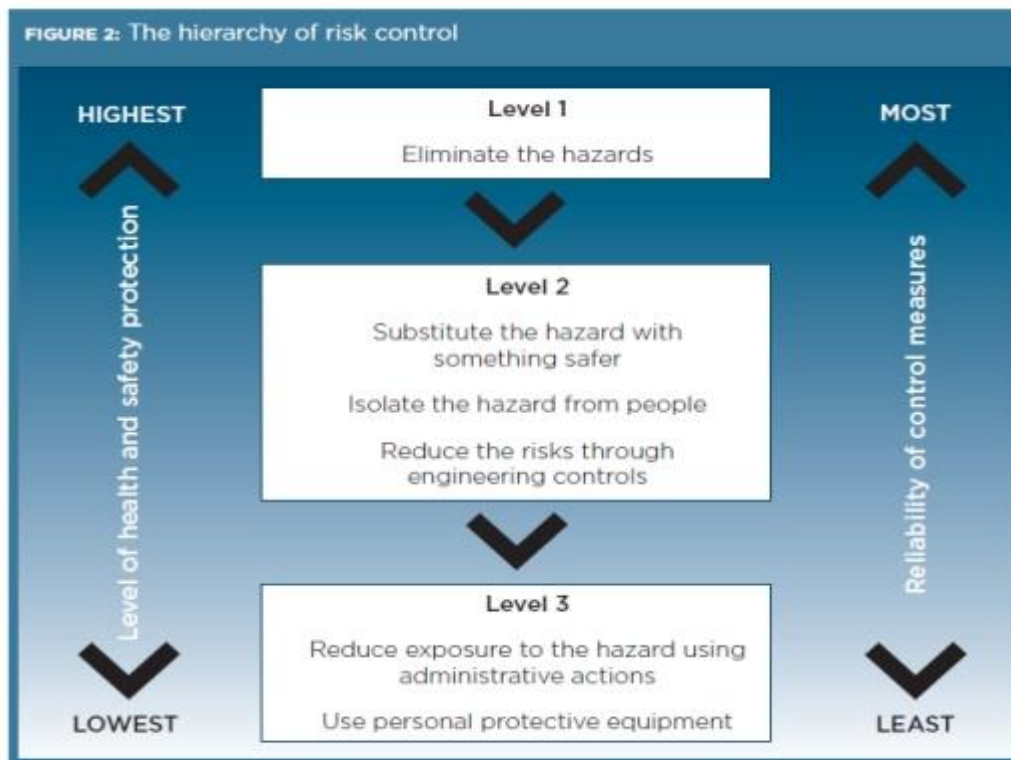 FIGURE 2: The hierarchy of risk control
HIGHEST
Level of health and safety protection
LOWEST
Level 1
Eliminate the hazards
Level 2
Substitute the hazard with
something safer
Isolate the hazard from people
Reduce the risks through
engineering controls
Level 3
Reduce exposure to the hazard using
administrative actions
Use personal protective equipment
MOST
Reliability of control measures
LEAST